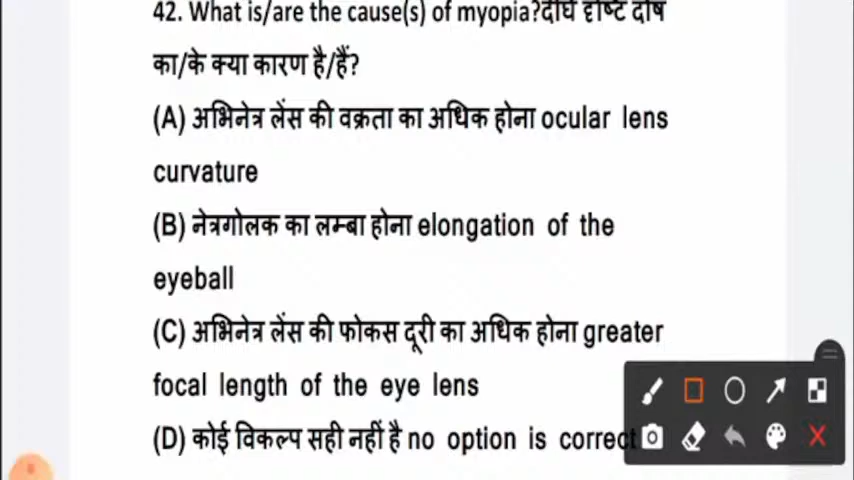 42. What is/are the cause(s) of myopia?दीर्घ दृष्टि दोष
का/के क्या कारण है/हैं?
(A) अभिनेत्र लेंस की वक्रता का अधिक होना ocular lens
curvature
(B) नेत्रगोलक का लम्बा होना elongation of the
eyeball
(C) अभिनेत्र लेंस की फोकस दूरी का अधिक होना greater
focal length of the eye lens
(D) कोई विकल्प सही नहीं है no option is correct